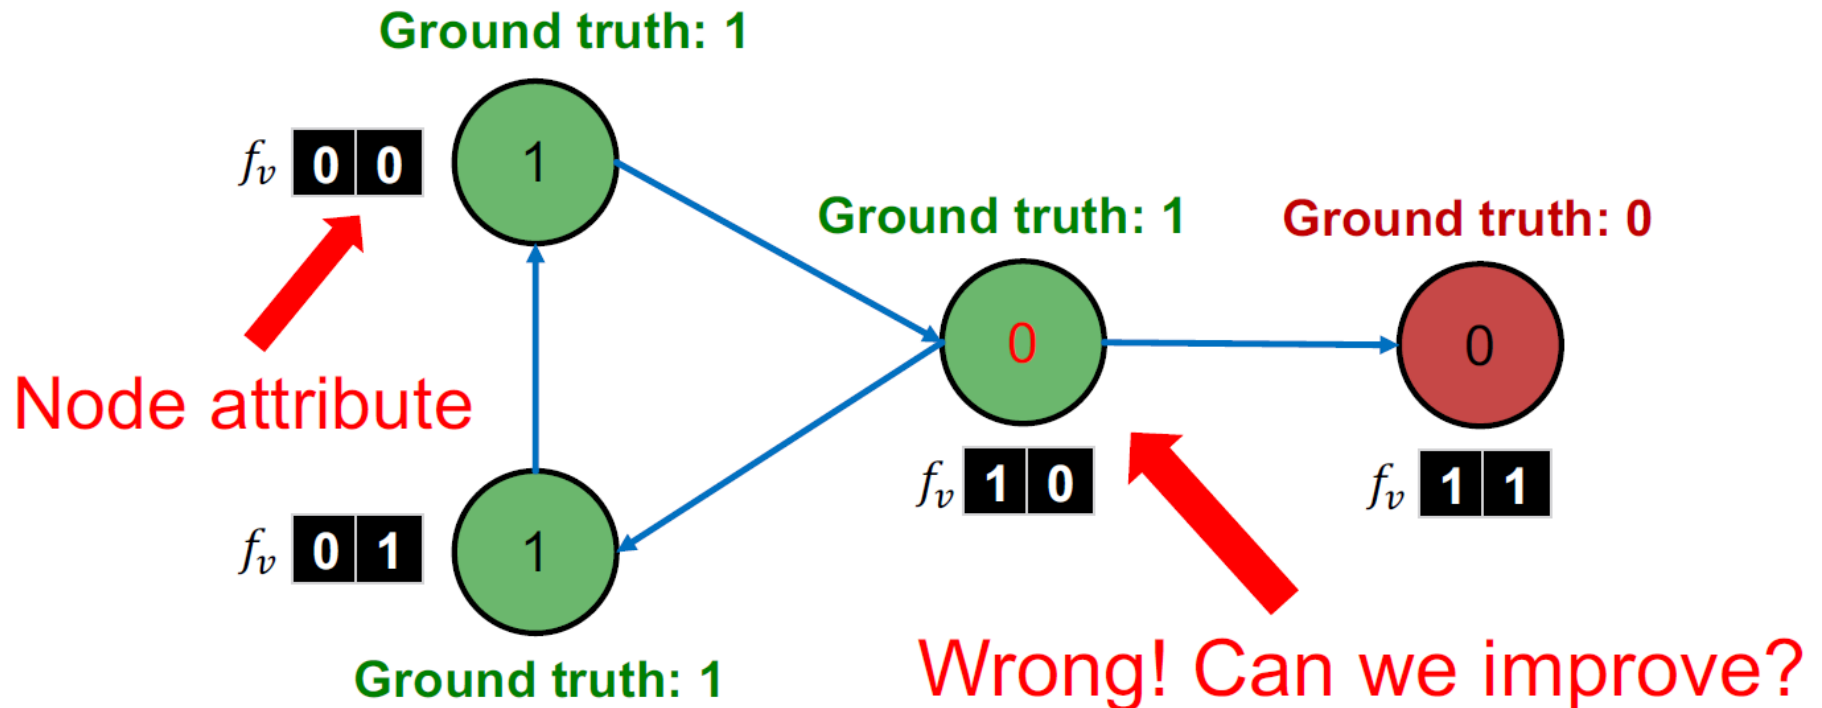 Ground truth: 1
f_v 0 0
1
Ground truth: 1
Ground truth: 0
Node attribute
0
0
f_v 1 0
f_v 1 1
f_v 0 1
1
Ground truth: 1
Wrong! Can we improve?